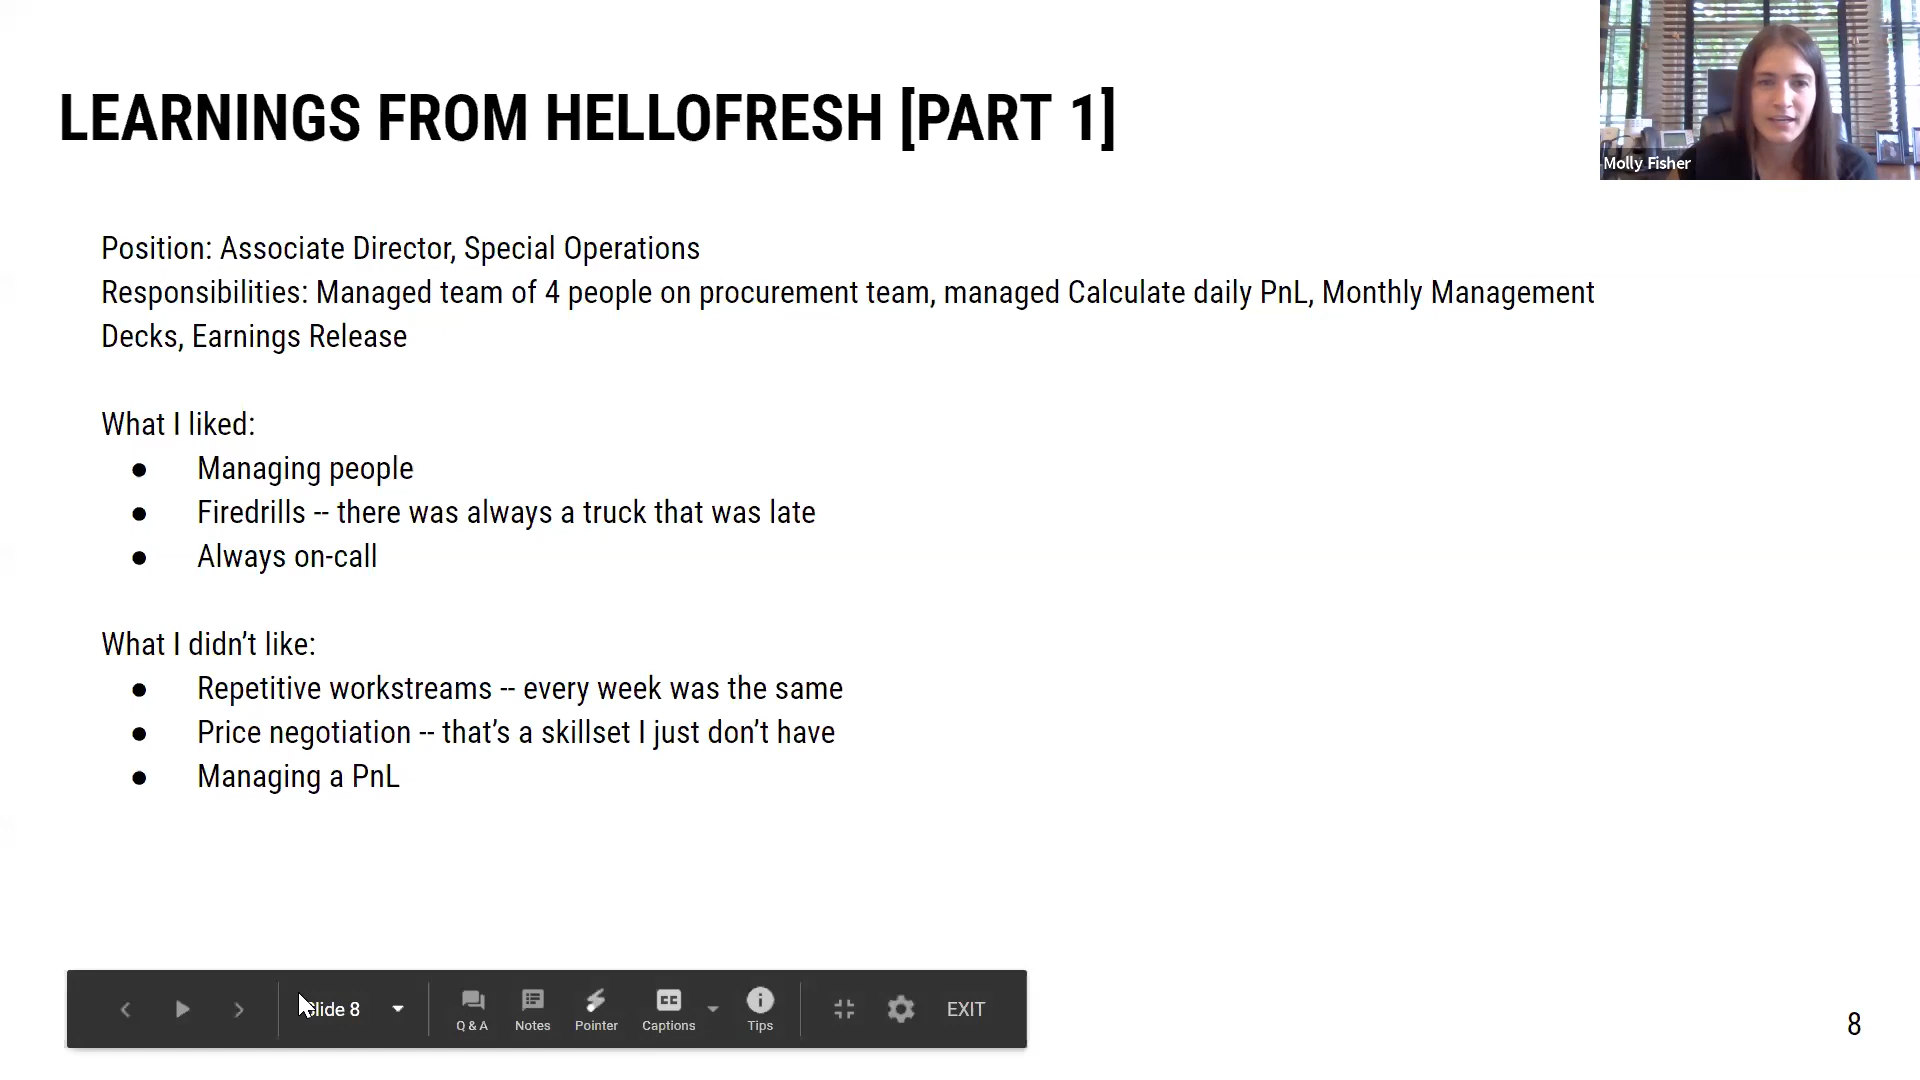 LEARNINGS FROM HELLOFRESH [PART 1]
Molly Fisher
Position: Associate Director, Special Operations
Responsibilities: Managed team of 4 people on procurement team, managed Calculate daily PnL, Monthly Management
Decks, Earnings Release
What I liked:
● Managing people
● Firedrills -- there was always a truck that was late
● Always on-call
What I didn’t like:
● Repetitive workstreams -- every week was the same
● Price negotiation -- that’s a skillset I just don’t have
● Managing a PnL
Slide 8
Q & A
Notes
Pointer
Captions
Tips
EXIT
8